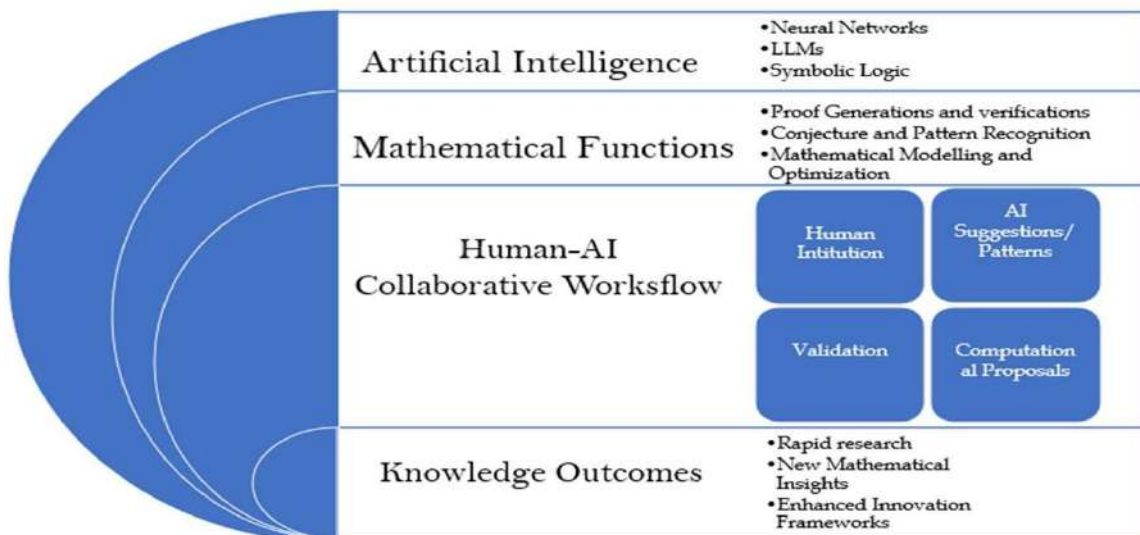 Artificial Intelligence
•Neural Networks
•LLMs
•Symbolic Logic
Mathematical Functions
•Proof Generations and verifications
•Conjecture and Pattern Recognition
•Mathematical Modelling and
Optimization
Human-AI
Collaborative Worksflow
Human
Intitution
AI
Suggestions/
Patterns
Validation
Computation
al Proposals
Knowledge Outcomes
•Rapid research
•New Mathematical
Insights
•Enhanced Innovation
Frameworks